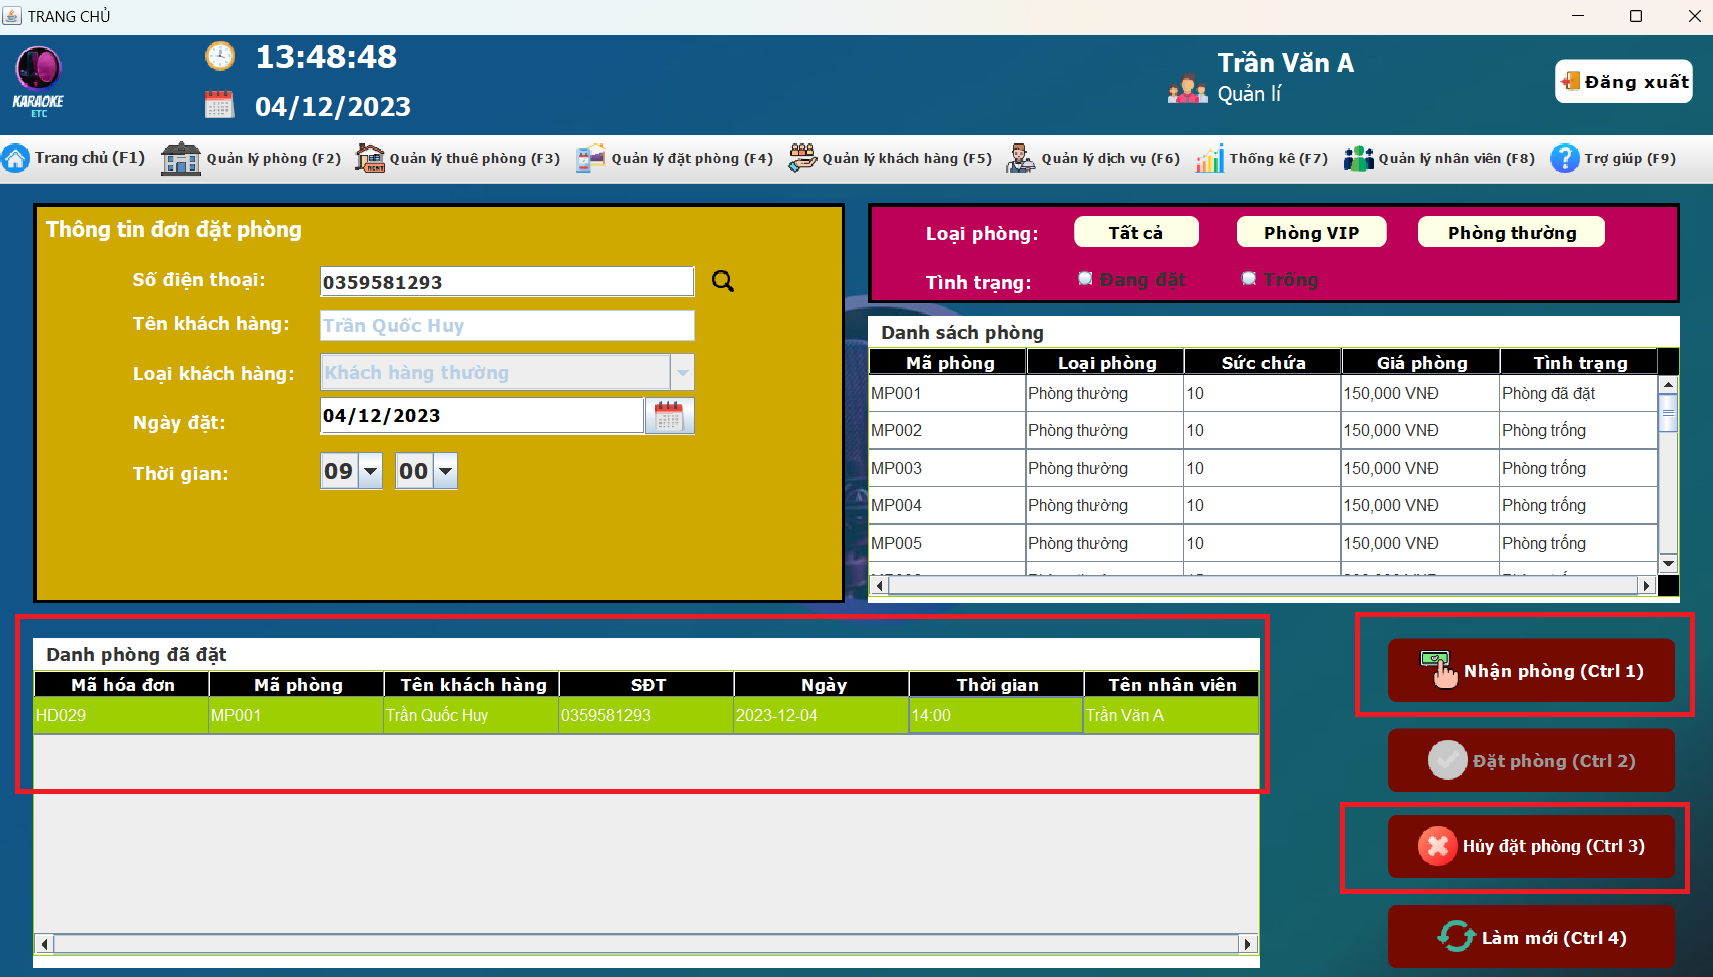 TRANG CHỦ
KARAOKE
ETC
13:48:48
04/12/2023
Trần Văn A
Quản lí
Đăng xuất
Trang chủ (F1)
Quản lý phòng (F2)
Quản lý thuê phòng (F3)
Quản lý đặt phòng (F4)
Quản lý khách hàng (F5)
Quản lý dịch vụ (F6)
Thống kê (F7)
Quản lý nhân viên (F8)
Trợ giúp (F9)
Thông tin đơn đặt phòng
Số điện thoại: 0359581293
Tên khách hàng: Trần Quốc Huy
Loại khách hàng: Khách hàng thường
Ngày đặt: 04/12/2023
Thời gian: 09 00
Loại phòng: Tất cả Phòng VIP Phòng thường
Tình trạng: Đang đặt Trống
Danh sách phòng
Mã phòng Loại phòng Sức chứa Giá phòng Tình trạng
MP001 Phòng thường 10 150,000 VNĐ Phòng đã đặt
MP002 Phòng thường 10 150,000 VNĐ Phòng trống
MP003 Phòng thường 10 150,000 VNĐ Phòng trống
MP004 Phòng thường 10 150,000 VNĐ Phòng trống
MP005 Phòng thường 10 150,000 VNĐ Phòng trống
Danh phòng đã đặt
Mã hóa đơn Mã phòng Tên khách hàng SĐT Ngày Thời gian Tên nhân viên
HD029 MP001 Trần Quốc Huy 0359581293 2023-12-04 14:00 Trần Văn A
Nhận phòng (Ctrl 1)
Đặt phòng (Ctrl 2)
Hủy đặt phòng (Ctrl 3)
Làm mới (Ctrl 4)